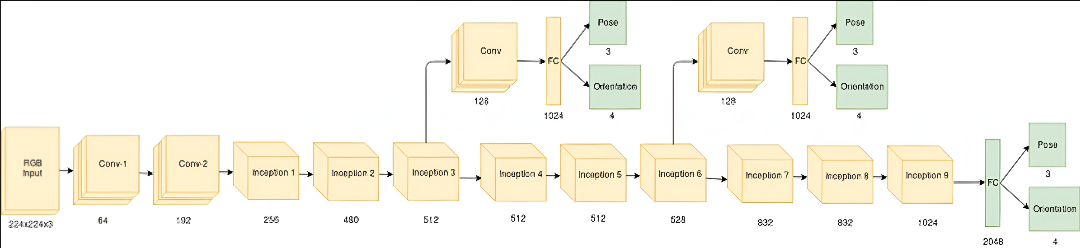 Pose
3
Conv
FC
Orientation
128
1024
4
Pose
3
Conv
FC
Orientation
128
1024
4
RGB
Input
Conv-1
Conv-2
Inception 1
Inception 2
Inception 3
Inception 4
Inception 5
Inception 6
Inception 7
Inception 8
Inception 9
FC
Pose
3
Orientation
224x224x3
64
192
256
480
512
512
512
528
832
832
1024
2048
4